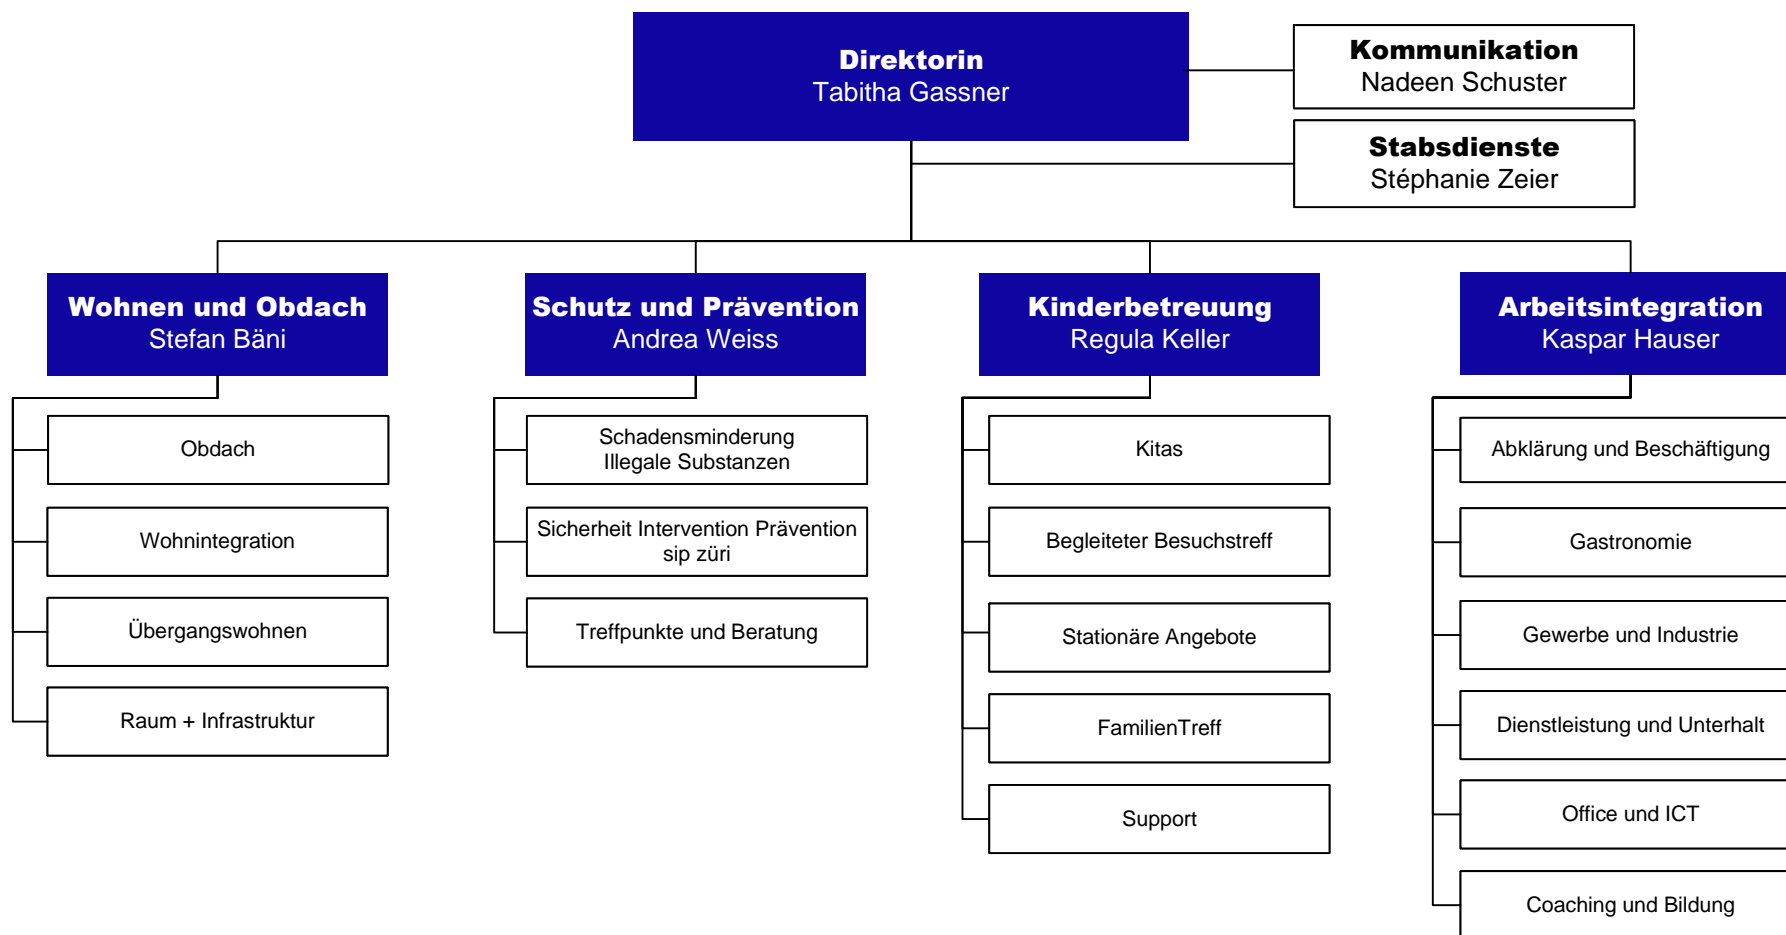 Direktorin
Tabitha Gassner
Kommunikation
Nadeen Schuster
Stabsdienste
Stéphanie Zeier
Wohnen und Obdach
Stefan Bäni
Obdach
Wohnintegration
Übergangswohnen
Raum + Infrastruktur
Schutz und Prävention
Andrea Weiss
Schadensminderung
Illegale Substanzen
Sicherheit Intervention Prävention
sip züri
Treffpunkte und Beratung
Kinderbetreuung
Regula Keller
Kitas
Begleiteter Besuchstreff
Stationäre Angebote
FamilienTreff
Support
Arbeitsintegration
Kaspar Hauser
Abklärung und Beschäftigung
Gastronomie
Gewerbe und Industrie
Dienstleistung und Unterhalt
Office und ICT
Coaching und Bildung